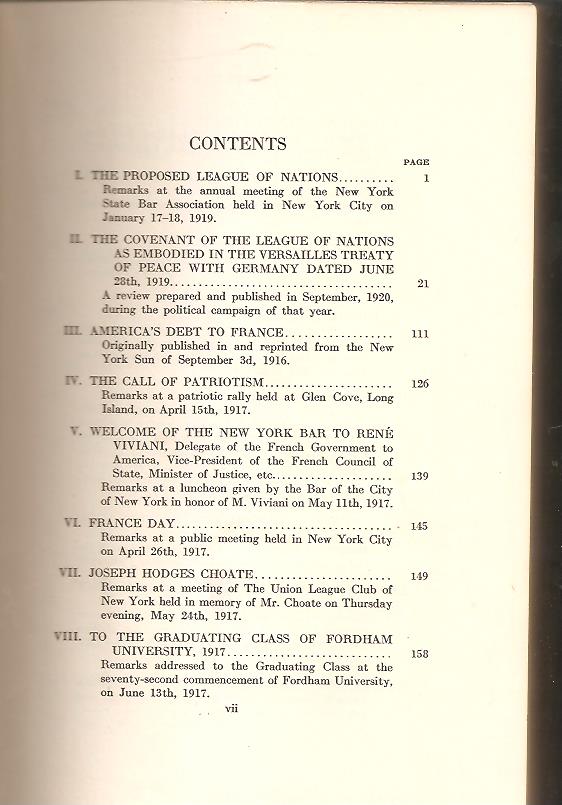 CONTENTS
PAGE
I. THE PROPOSED LEAGUE OF NATIONS.......... 1
Remarks at the annual meeting of the New York
State Bar Association held in New York City on
January 17-18, 1919.
II. THE COVENANT OF THE LEAGUE OF NATIONS
AS EMBODIED IN THE VERSAILLES TREATY
OF PEACE WITH GERMANY DATED JUNE
28th, 1919.................................... 21
A review prepared and published in September, 1920,
during the political campaign of that year.
III. AMERICA'S DEBT TO FRANCE................. 111
Originally published in and reprinted from the New
York Sun of September 3d, 1916.
IV. THE CALL OF PATRIOTISM..................... 126
Remarks at a patriotic rally held at Glen Cove, Long
Island, on April 15th, 1917.
V. WELCOME OF THE NEW YORK BAR TO RENÉ
VIVIANI, Delegate of the French Government to
America, Vice-President of the French Council of
State, Minister of Justice, etc................... 139
Remarks at a luncheon given by the Bar of the City
of New York in honor of M. Viviani on May 11th, 1917.
VI. FRANCE DAY.................................... 145
Remarks at a public meeting held in New York City
on April 26th, 1917.
VII. JOSEPH HODGES CHOATE...................... 149
Remarks at a meeting of The Union League Club of
New York held in memory of Mr. Choate on Thursday
evening, May 24th, 1917.
VIII. TO THE GRADUATING CLASS OF FORDHAM
UNIVERSITY, 1917........................... 158
Remarks addressed to the Graduating Class at the
seventy-second commencement of Fordham University,
on June 13th, 1917.
vii